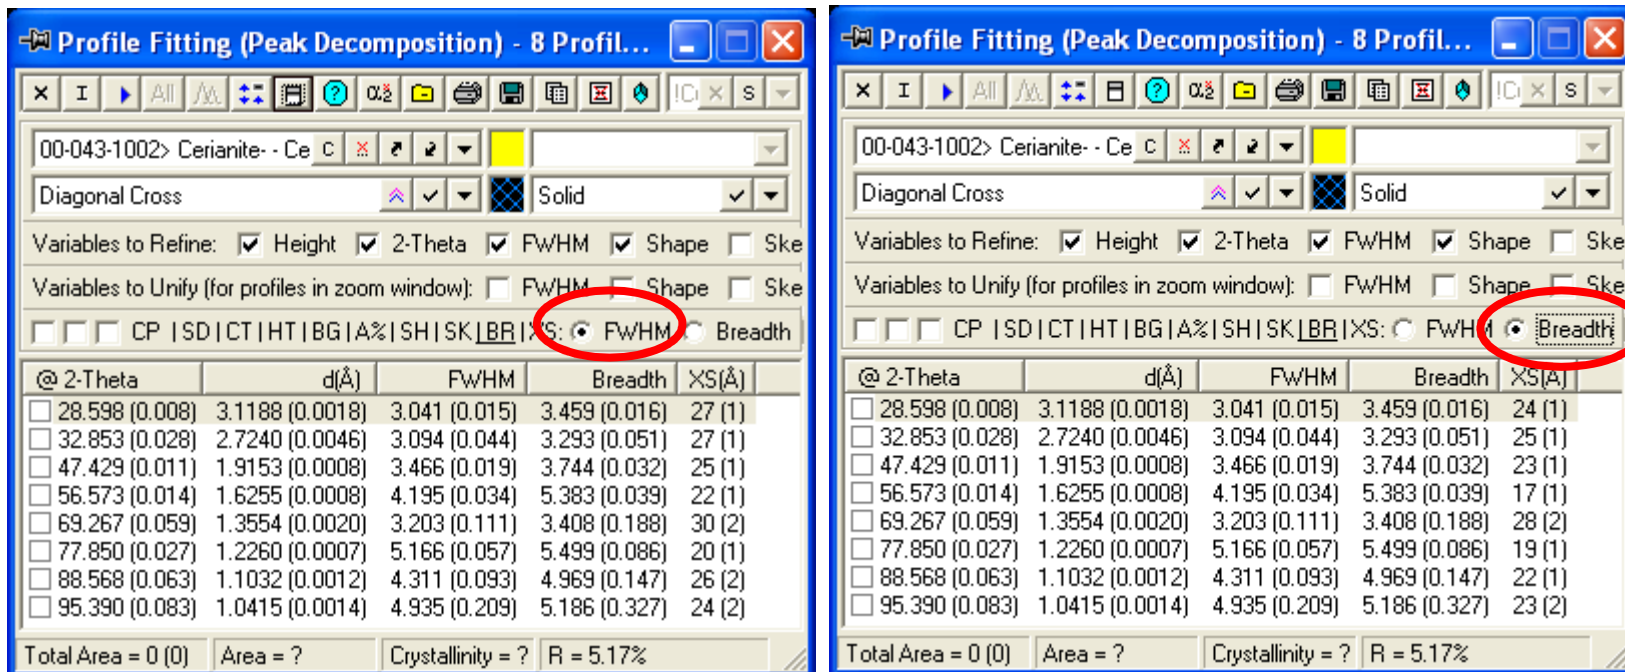 Profile Fitting (Peak Decomposition) - 8 Profil...
I All S
00-043-1002> Cerianite- - Ce C
Diagonal Cross Solid
Variables to Refine: Height 2-Theta FWHM Shape Ske
Variables to Unify (for profiles in zoom window): FWHM Shape Ske
CP |SD|CT|HT|BG|A%|SH|SK|BR|XS: FWHM Breadth
@ 2-Theta d(Å) FWHM Breadth XS(Å)
28.598 (0.008) 3.1188 (0.0018) 3.041 (0.015) 3.459 (0.016) 27 (1)
32.853 (0.028) 2.7240 (0.0046) 3.094 (0.044) 3.293 (0.051) 27 (1)
47.429 (0.011) 1.9153 (0.0008) 3.466 (0.019) 3.744 (0.032) 25 (1)
56.573 (0.014) 1.6255 (0.0008) 4.195 (0.034) 5.383 (0.039) 22 (1)
69.267 (0.059) 1.3554 (0.0020) 3.203 (0.111) 3.408 (0.188) 30 (2)
77.850 (0.027) 1.2260 (0.0007) 5.166 (0.057) 5.499 (0.086) 20 (1)
88.568 (0.063) 1.1032 (0.0012) 4.311 (0.093) 4.969 (0.147) 26 (2)
95.390 (0.083) 1.0415 (0.0014) 4.935 (0.209) 5.186 (0.327) 24 (2)
Total Area = 0 (0) Area = ? Crystallinity = ? R = 5.17%
Profile Fitting (Peak Decomposition) - 8 Profil...
I All S
00-043-1002> Cerianite- - Ce C
Diagonal Cross Solid
Variables to Refine: Height 2-Theta FWHM Shape Ske
Variables to Unify (for profiles in zoom window): FWHM Shape Ske
CP |SD|CT|HT|BG|A%|SH|SK|BR|XS: FWHM Breadth
@ 2-Theta d(Å) FWHM Breadth XS(Å)
28.598 (0.008) 3.1188 (0.0018) 3.041 (0.015) 3.459 (0.016) 24 (1)
32.853 (0.028) 2.7240 (0.0046) 3.094 (0.044) 3.293 (0.051) 25 (1)
47.429 (0.011) 1.9153 (0.0008) 3.466 (0.019) 3.744 (0.032) 23 (1)
56.573 (0.014) 1.6255 (0.0008) 4.195 (0.034) 5.383 (0.039) 17 (1)
69.267 (0.059) 1.3554 (0.0020) 3.203 (0.111) 3.408 (0.188) 28 (2)
77.850 (0.027) 1.2260 (0.0007) 5.166 (0.057) 5.499 (0.086) 19 (1)
88.568 (0.063) 1.1032 (0.0012) 4.311 (0.093) 4.969 (0.147) 22 (1)
95.390 (0.083) 1.0415 (0.0014) 4.935 (0.209) 5.186 (0.327) 23 (2)
Total Area = 0 (0) Area = ? Crystallinity = ? R = 5.17%